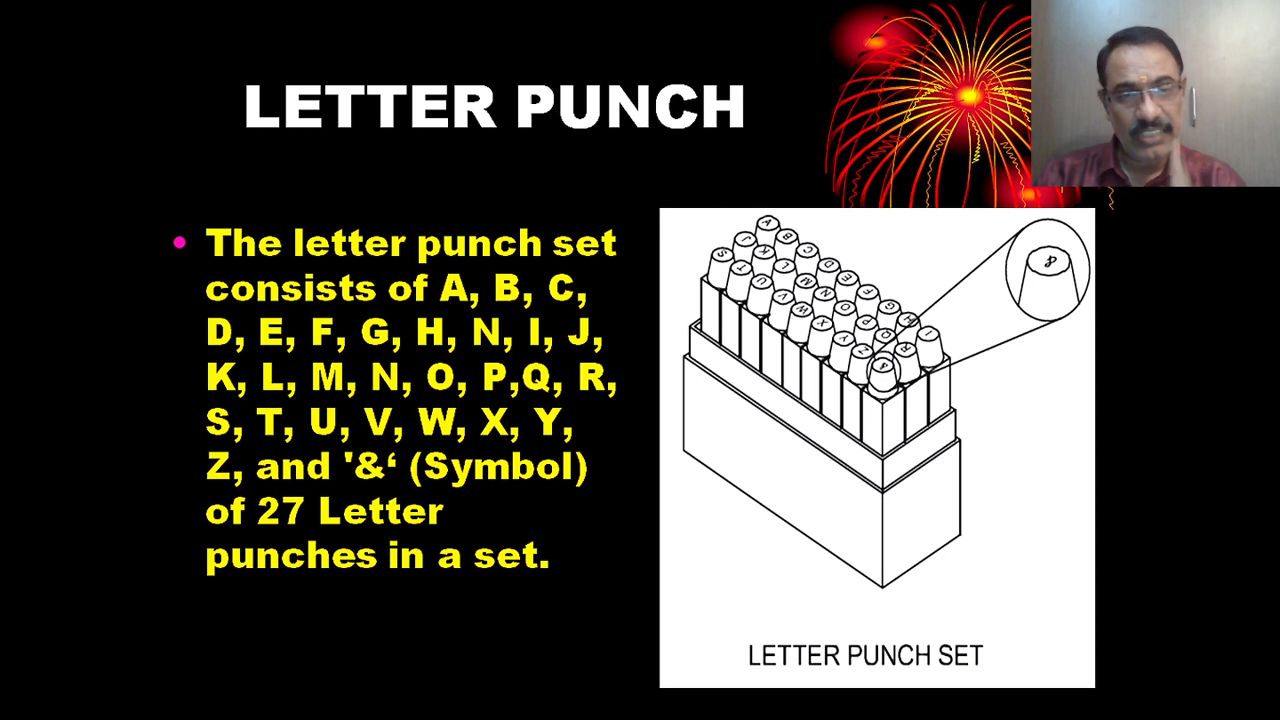 LETTER PUNCH
• The letter punch set
consists of A, B, C,
D, E, F, G, H, N, I, J,
K, L, M, N, O, P,Q, R,
S, T, U, V, W, X, Y,
Z, and '&‘ (Symbol)
of 27 Letter
punches in a set.
A B C D E F G H I
J K L M N O P Q R
S T U V W X Y Z &
&
LETTER PUNCH SET